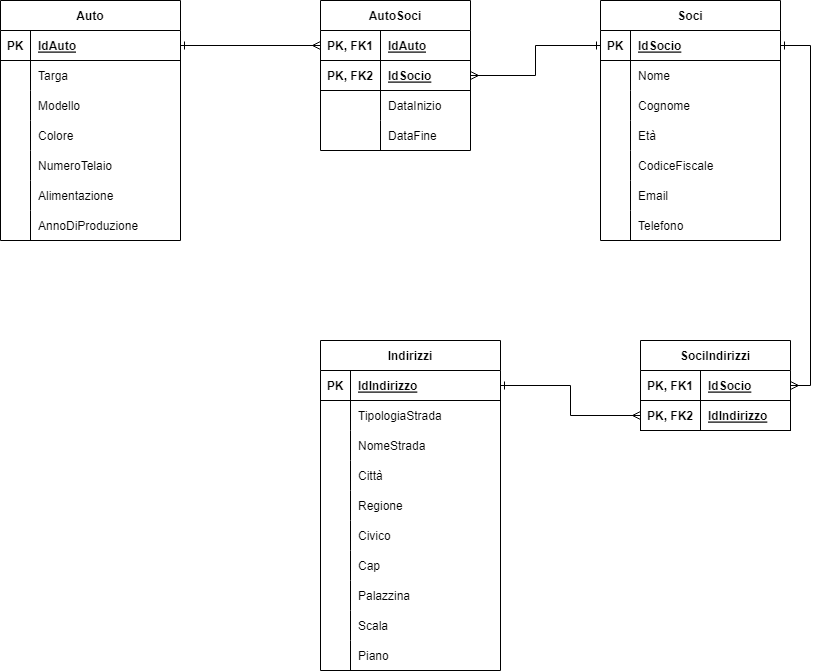 Auto
PK IdAuto
Targa
Modello
Colore
NumeroTelaio
Alimentazione
AnnoDiProduzione
AutoSoci
PK, FK1 IdAuto
PK, FK2 IdSocio
DataInizio
DataFine
Soci
PK IdSocio
Nome
Cognome
Età
CodiceFiscale
Email
Telefono
Indirizzi
PK IdIndirizzo
TipologiaStrada
NomeStrada
Città
Regione
Civico
Cap
Palazzina
Scala
Piano
SociIndirizzi
PK, FK1 IdSocio
PK, FK2 IdIndirizzo